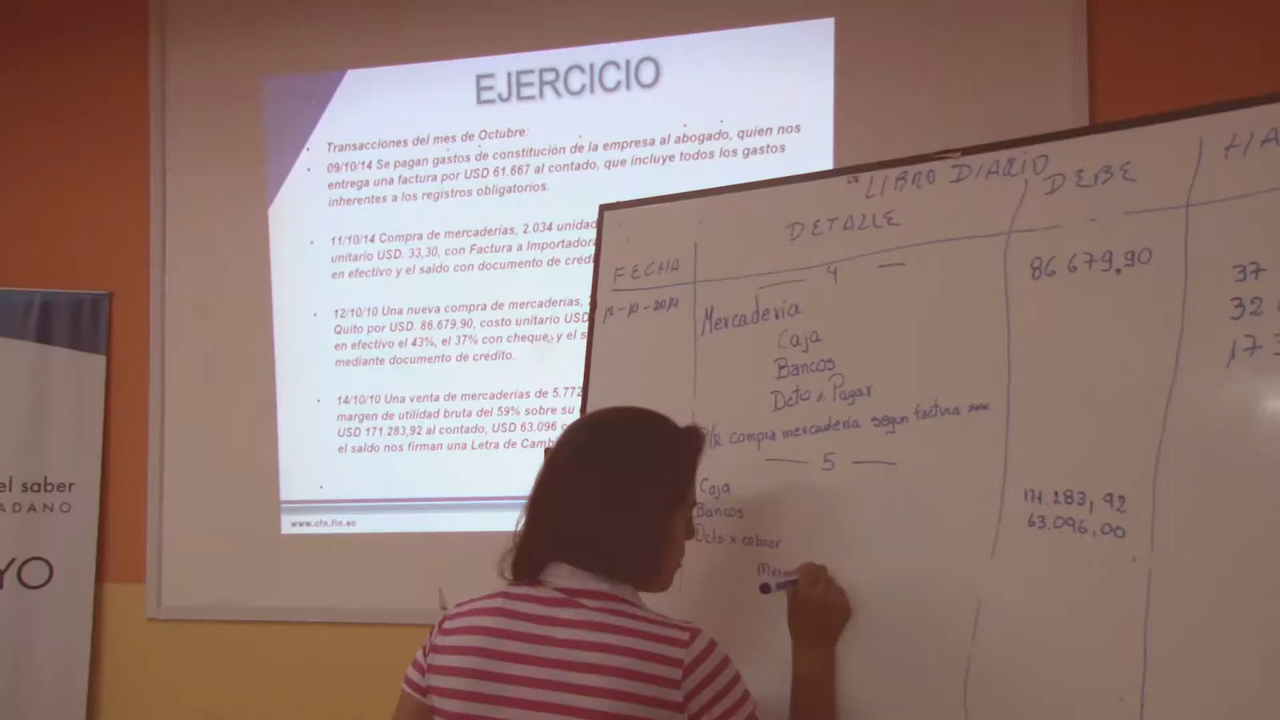 EJERCICIO
Transacciones del mes de Octubre:
09/10/14 Se pagan gastos de constitución de la empresa al abogado, quien nos
entrega una factura por USD 61.667 al contado, que incluye todos los gastos
inherentes a los registros obligatorios.
11/10/14 Compra de mercaderías, 2.034 unidad
unitario USD. 33,30, con Factura a Importadora
en efectivo y el saldo con documento de crédi
12/10/10 Una nueva compra de mercaderías,
Quito por USD. 86.679,90, costo unitario USD
en efectivo el 43%, el 37% con cheque, y el s
mediante documento de crédito.
14/10/10 Una venta de mercaderías de 5.772
margen de utilidad bruta del 59% sobre su
USD 171.283,92 al contado, USD 63.096
el saldo nos firman una Letra de Camb
www.cfn.fin.ec
el saber
ADANO
YO
LIBRO DIARIO
FECHA DETALLE DEBE HA
4
12-10-2014 Mercadería 86 679,90
Caja 37
Bancos 32
Dcto x Pagar 17
P/R compra mercadería según factura
5
Caja 171.283,92
Bancos 63.096,00
Dcts x cobrar
Mer